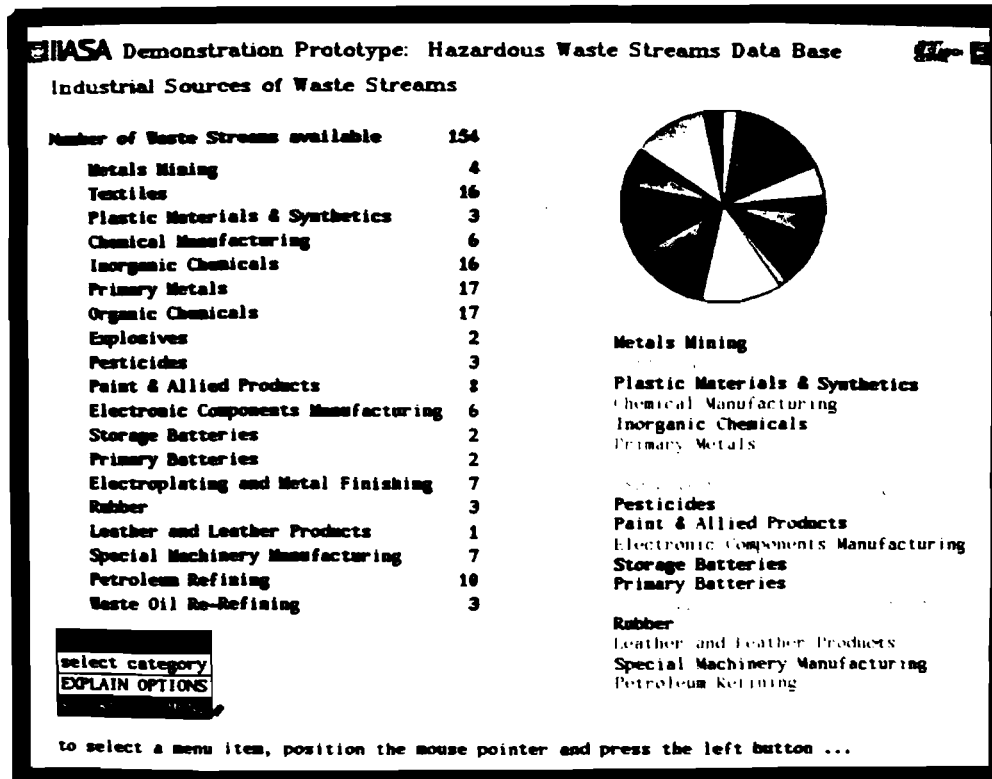 IIASA Demonstration Prototype: Hazardous Waste Streams Data Base
Industrial Sources of Waste Streams
Number of Waste Streams available 154
Metals Mining 4
Textiles 16
Plastic Materials & Synthetics 3
Chemical Manufacturing 6
Inorganic Chemicals 16
Primary Metals 17
Organic Chemicals 17
Explosives 2
Pesticides 3
Paint & Allied Products 8
Electronic Components Manufacturing 6
Storage Batteries 2
Primary Batteries 2
Electroplating and Metal Finishing 7
Rubber 3
Leather and Leather Products 1
Special Machinery Manufacturing 7
Petroleum Refining 10
Waste Oil Re-Refining 3
Metals Mining
Plastic Materials & Synthetics
Chemical Manufacturing
Inorganic Chemicals
Primary Metals
Pesticides
Paint & Allied Products
Electronic Components Manufacturing
Storage Batteries
Primary Batteries
Rubber
Leather and Leather Products
Special Machinery Manufacturing
Petroleum Refining
select category
EXPLAIN OPTIONS
to select a menu item, position the mouse pointer and press the left button ...